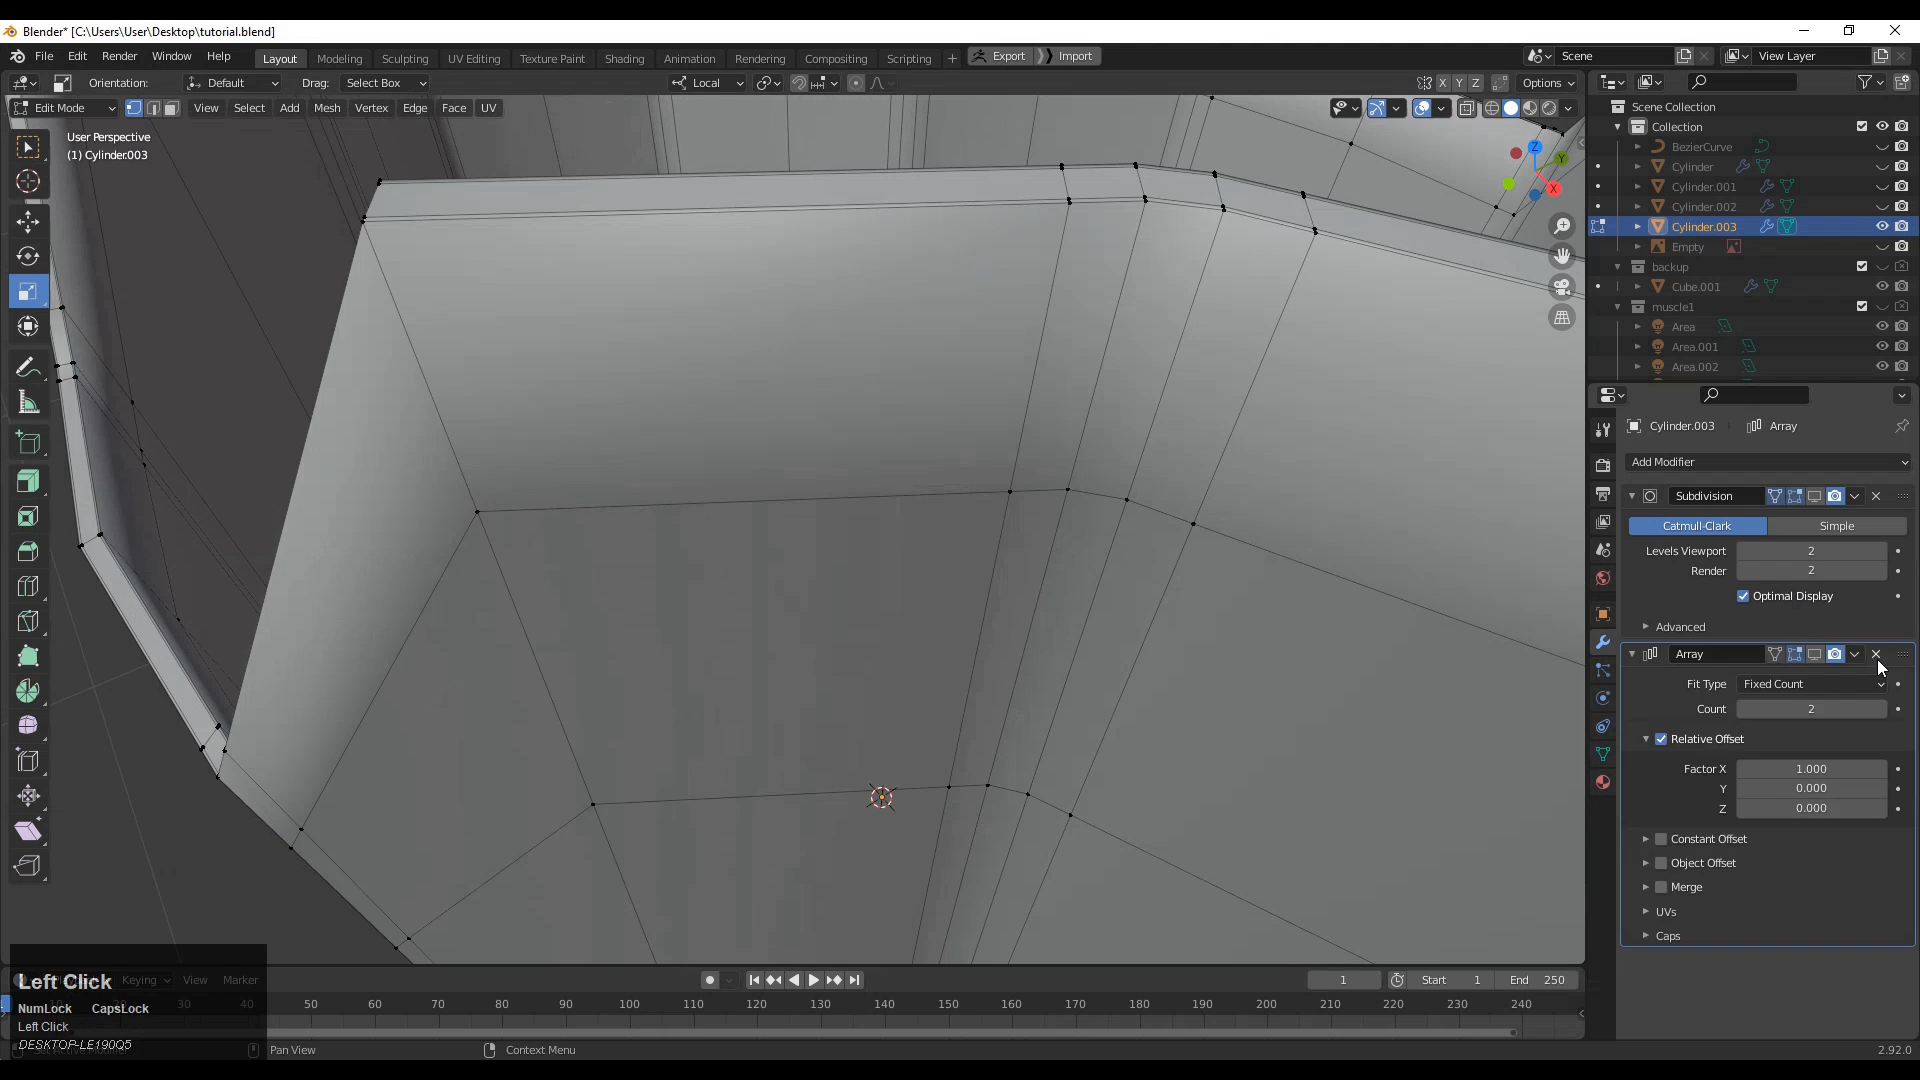 Blender* [C:\Users\User\Desktop\tutorial.blend]
File Edit Render Window Help Layout Modeling Sculpting UV Editing Texture Paint Shading Animation Rendering Compositing Scripting + Export Import Scene View Layer
Orientation: Default Drag: Select Box Local X Y Z Options
Edit Mode View Select Add Mesh Vertex Edge Face UV
User Perspective
(1) Cylinder.003
Z
Y
X
Scene Collection
Collection
BezierCurve
Cylinder
Cylinder.001
Cylinder.002
Cylinder.003
Empty
backup
Cube.001
muscle1
Area
Area.001
Area.002
Cylinder.003 Array
Add Modifier
Subdivision
Catmull-Clark Simple
Levels Viewport 2
Render 2
Optimal Display
Advanced
Array
Fit Type Fixed Count
Count 2
Relative Offset
Factor X 1.000
Y 0.000
Z 0.000
Constant Offset
Object Offset
Merge
UVs
Caps
Left Click
NumLock CapsLock
Left Click
DESKTOP-LE190Q5
Keying View Marker 1 Start 1 End 250
10 20 30 40 50 60 70 80 90 100 110 120 130 140 150 160 170 180 190 200 210 220 230 240
Set Active Modifier Pan View Context Menu 2.92.0